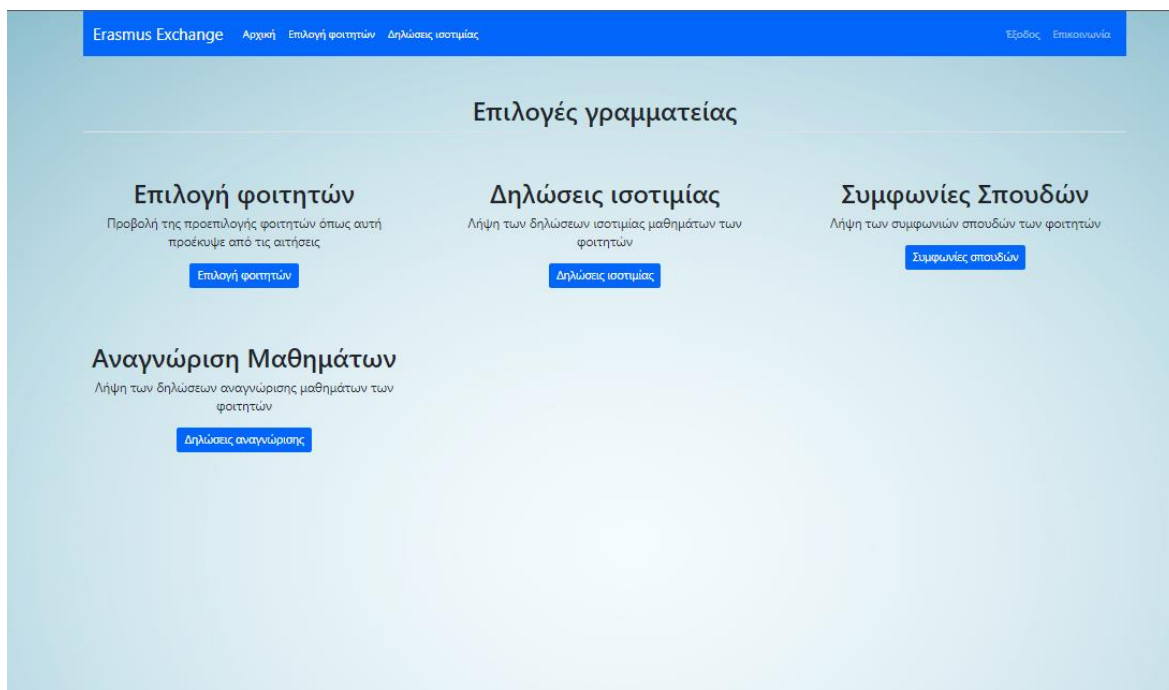 Erasmus Exchange Αρχική Επιλογή φοιτητών Δηλώσεις ισοτιμίας Έξοδος Επικοινωνία
Επιλογές γραμματείας
Επιλογή φοιτητών
Προβολή της προεπιλογής φοιτητών όπως αυτή
προέκυψε από τις αιτήσεις
Επιλογή φοιτητών
Δηλώσεις ισοτιμίας
Λήψη των δηλώσεων ισοτιμίας μαθημάτων των
φοιτητών
Δηλώσεις ισοτιμίας
Συμφωνίες Σπουδών
Λήψη των συμφωνιών σπουδών των φοιτητών
Συμφωνίες σπουδών
Αναγνώριση Μαθημάτων
Λήψη των δηλώσεων αναγνώρισης μαθημάτων των
φοιτητών
Δηλώσεις αναγνώρισης